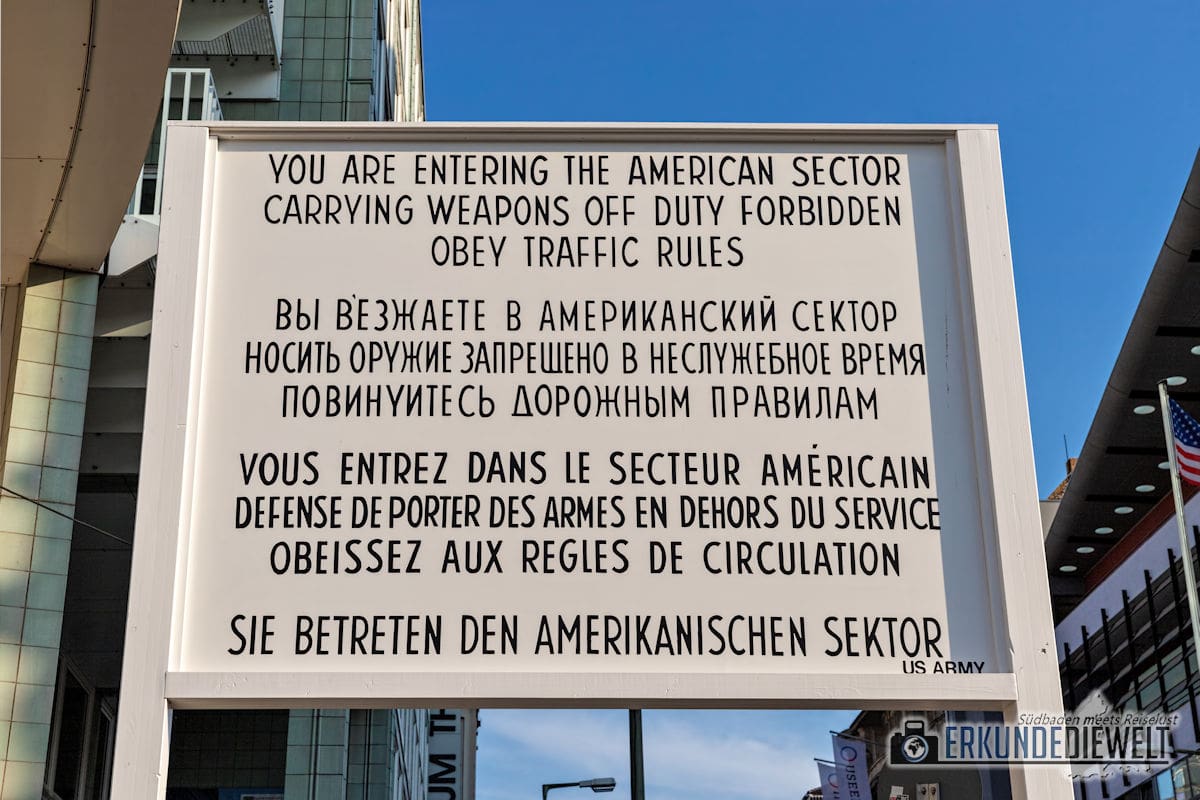 YOU ARE ENTERING THE AMERICAN SECTOR
CARRYING WEAPONS OFF DUTY FORBIDDEN
OBEY TRAFFIC RULES
ВЫ В'ЕЗЖАЕТЕ В АМЕРИКАНСКИЙ СЕКТОР
НОСИТЬ ОРУЖИЕ ЗАПРЕЩЕНО В НЕСЛУЖЕБНОЕ ВРЕМЯ
ПОВИНУИТЕСЬ ДОРОЖНЫМ ПРАВИЛАМ
VOUS ENTREZ DANS LE SECTEUR AMÉRICAIN
DEFENSE DE PORTER DES ARMES EN DEHORS DU SERVICE
OBEISSEZ AUX REGLES DE CIRCULATION
SIE BETRETEN DEN AMERIKANISCHEN SEKTOR
US ARMY
Südbaden meets Reiselust
ERKUNDEDIEWELT